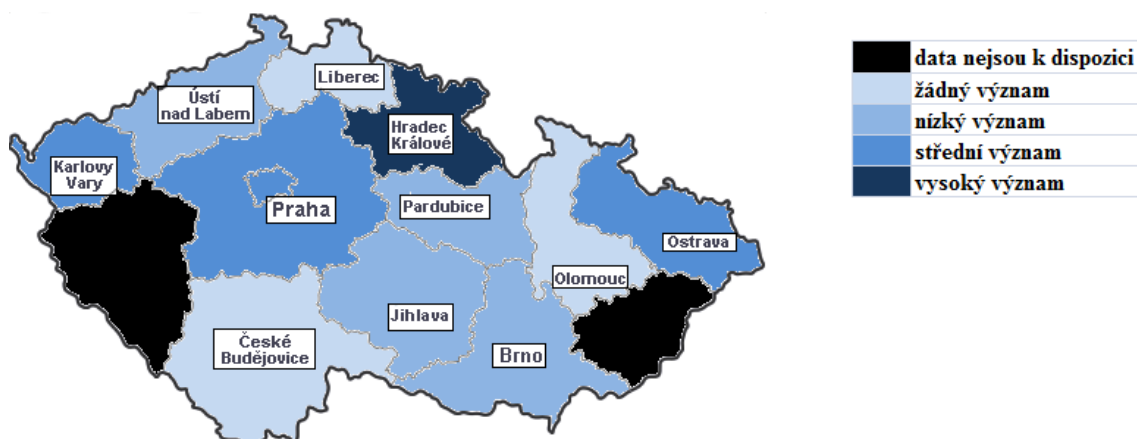 Liberec
Ústí
nad Labem
Hradec
Králové
Karlovy
Vary
Praha
Pardubice
Ostrava
Olomouc
Jihlava
České
Budějovice
Brno
data nejsou k dispozici
žádný význam
nízký význam
střední význam
vysoký význam